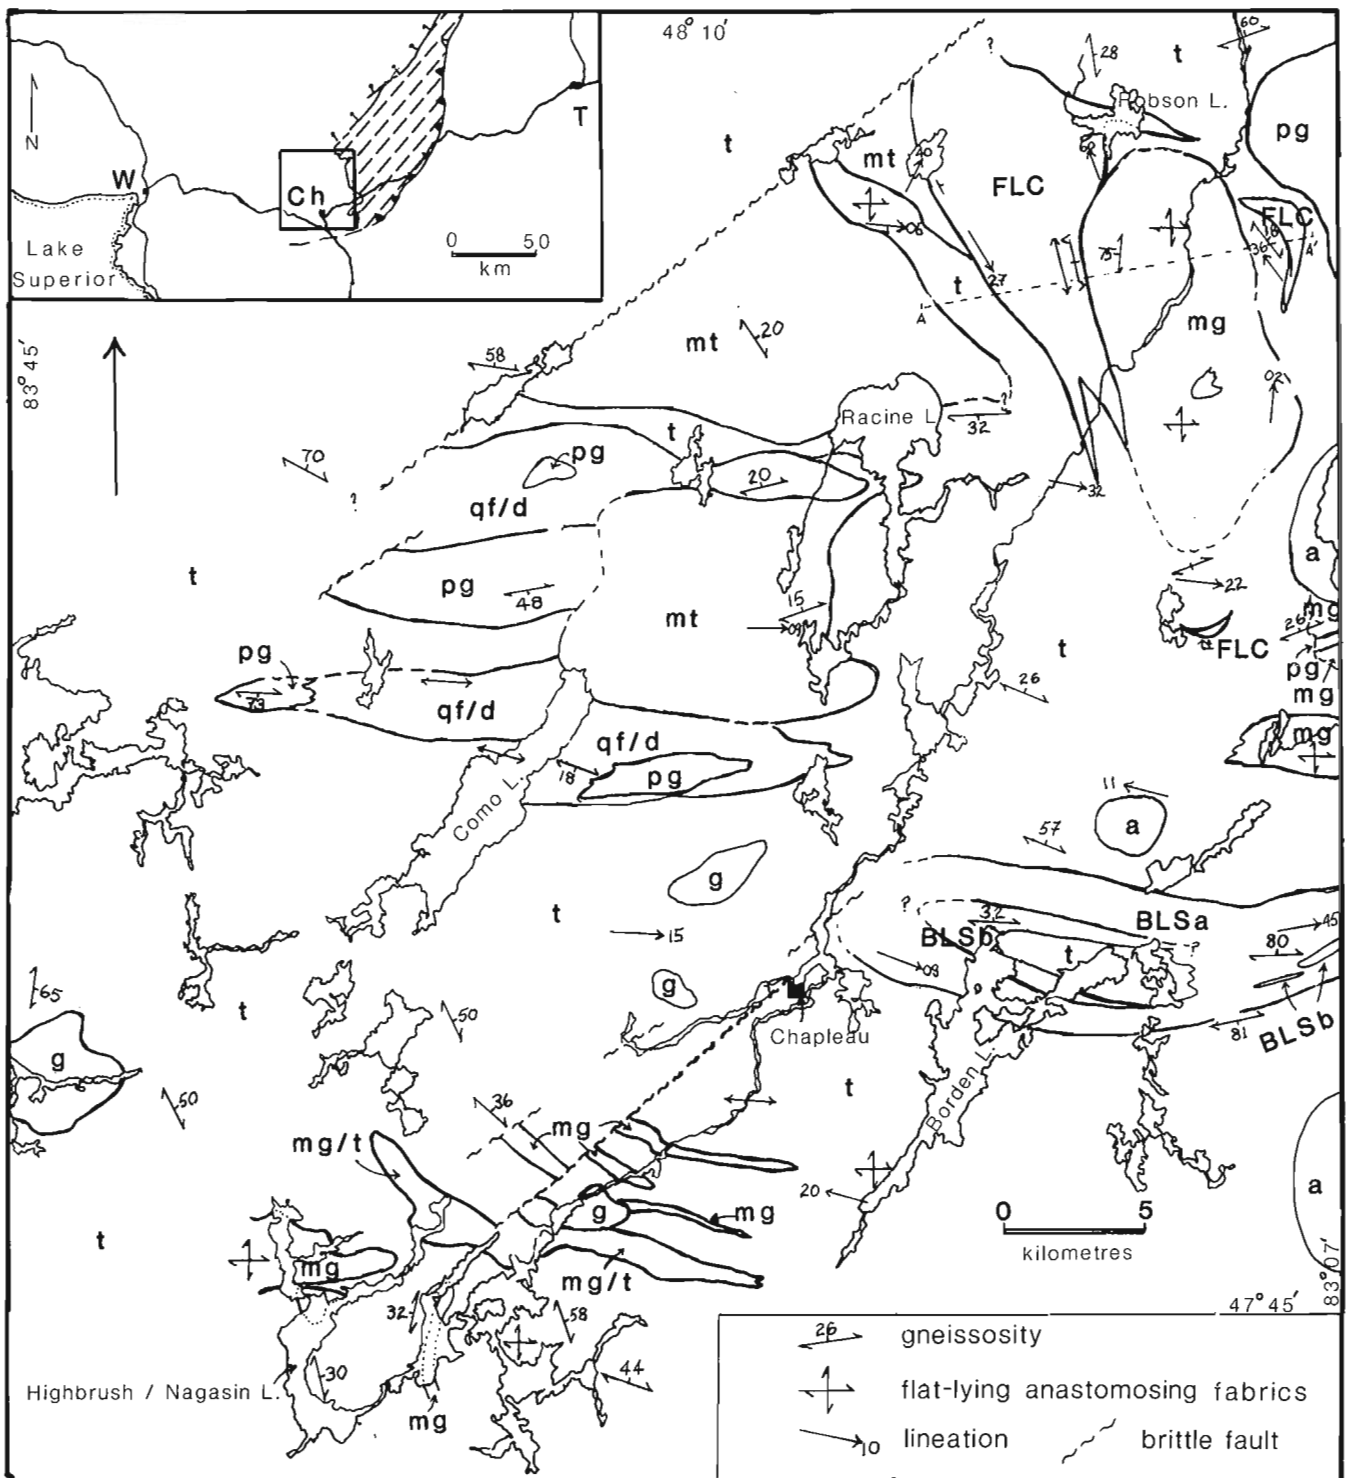 48° 10'
N
W
Ch
T
Lake
Superior
0 50
km
83° 45'
?
28
t
60
Robson L.
pg
t
mt
FLC
FLC
06
27
75
36
A
A'
t
mg
mt
20
58
02
Racine L
?
32
t
70
pg
20
?
qf/d
32
a
t
pg
48
15
mt
09
22
mg
26
FLC
pg
t
mg
pg
73
qf/d
26
mg
qf/d
18
pg
Como L.
11
a
57
g
t
?
32
BLSa
45
BLSb
t
?
80
15
03
65
g
t
50
BLSb
81
Chapleau
g
t
50
Borden L.
36
mg
mg/t
a
20
g
mg
t
mg
mg/t
0 5
kilometres
32
58
30
44
47° 45'
83° 07'
Highbrush / Nagasin L.
mg
26 gneissosity
flat-lying anastomosing fabrics
10 lineation
brittle fault